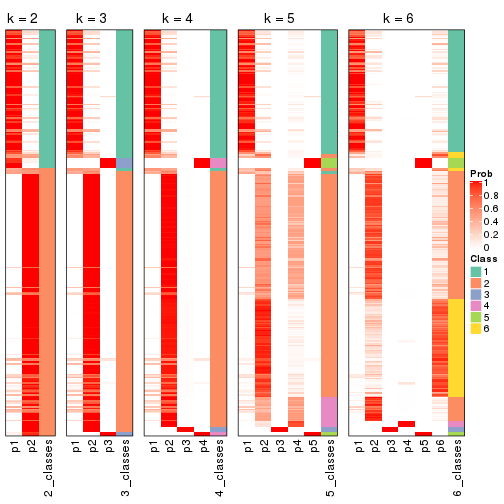 k = 2
k = 3
k = 4
k = 5
k = 6
Prob
1
0.8
0.6
0.4
0.2
0
Class
1
2
3
4
5
6
p1
p2
2_classes
p1
p2
p3
3_classes
p1
p2
p3
p4
4_classes
p1
p2
p3
p4
p5
5_classes
p1
p2
p3
p4
p5
p6
6_classes